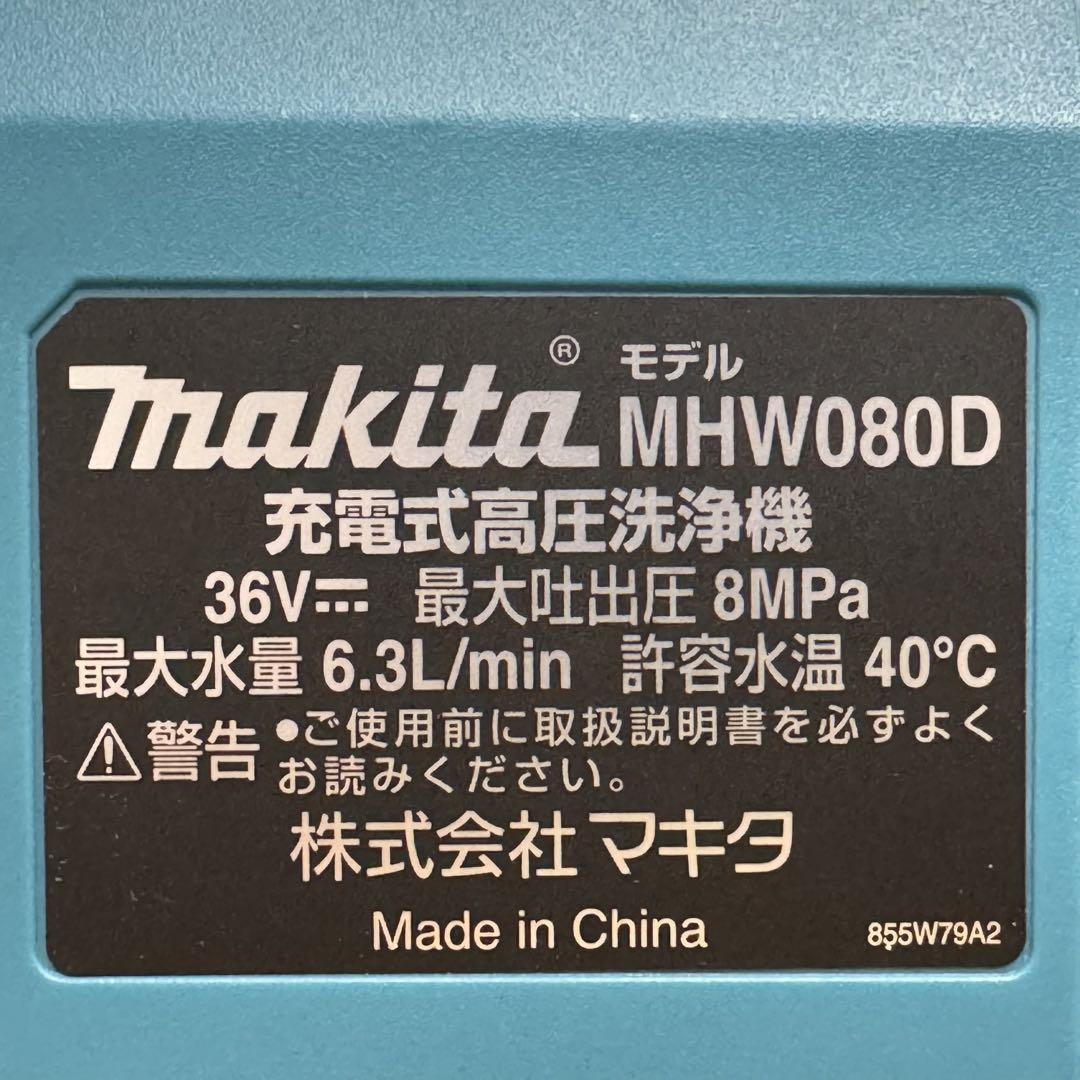 makita® モデル MHW080D
充電式高圧洗浄機
36V⎓ 最大吐出圧 8MPa
最大水量 6.3L/min 許容水温 40°C
⚠警告 ●ご使用前に取扱説明書を必ずよく
お読みください。
株式会社マキタ
Made in China 855W79A2